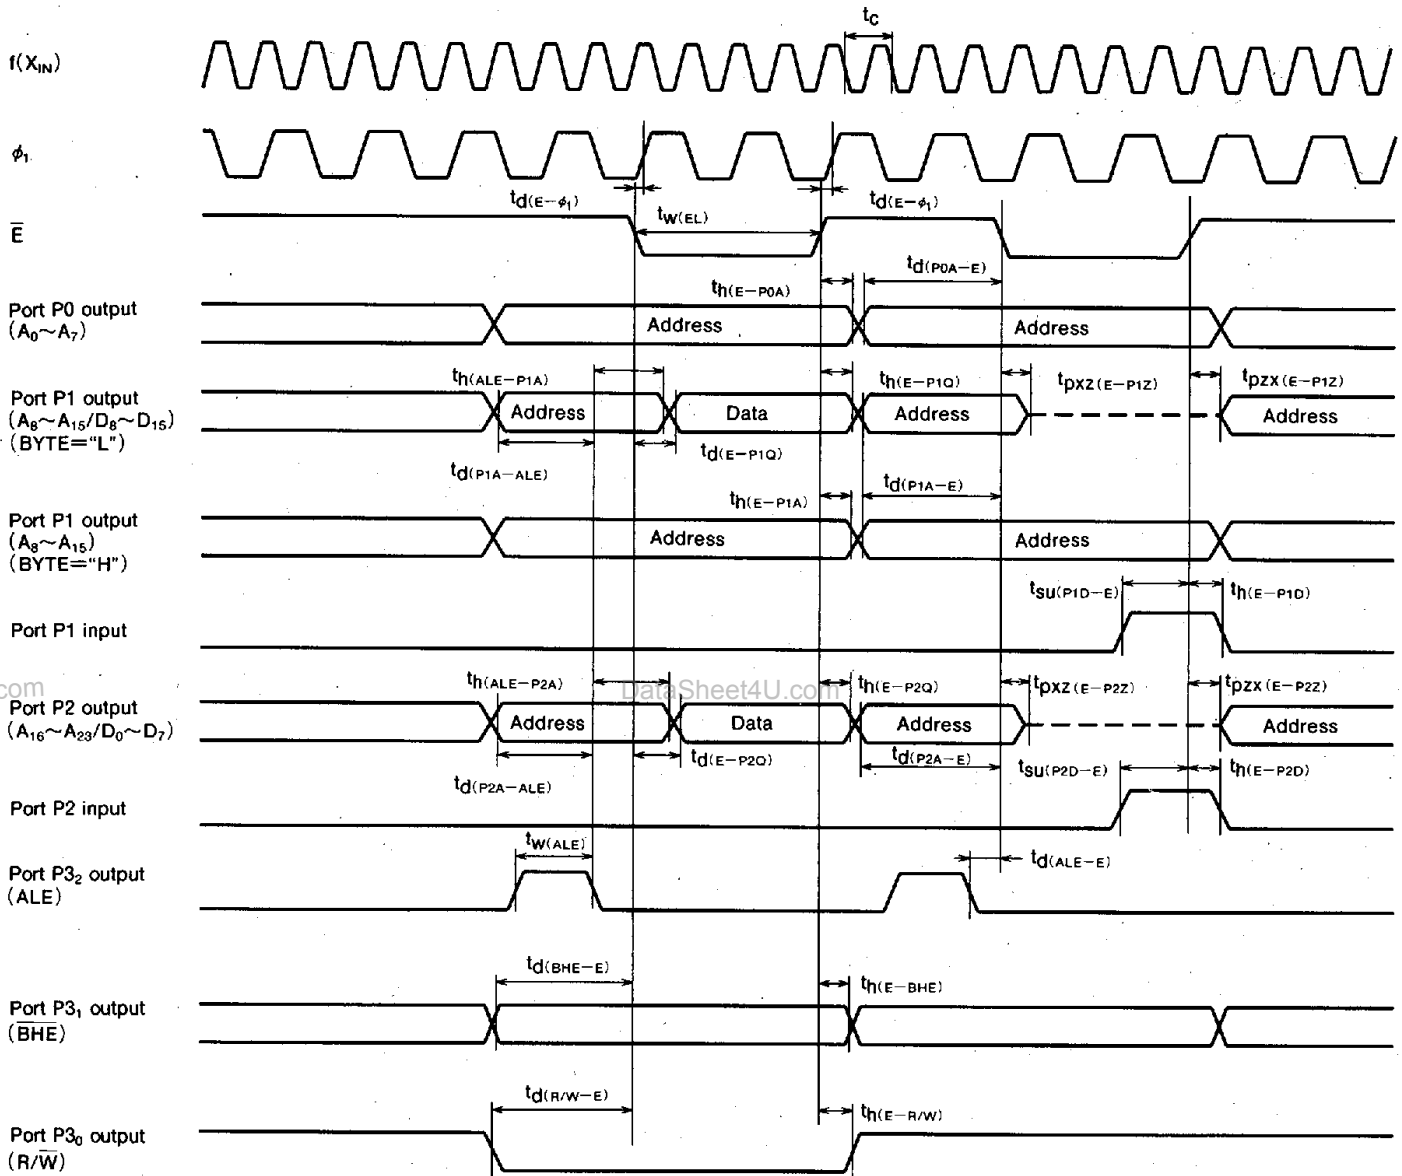 tC
f(XIN)
ϕ1
td(E−ϕ1) tw(EL) td(E−ϕ1)
E̅
td(P0A−E)
th(E−P0A)
Port P0 output
(A0~A7)
Address Address
th(ALE−P1A) th(E−P1Q) tpxz(E−P1Z) tpzx(E−P1Z)
Port P1 output
(A8~A15/D8~D15)
(BYTE="L")
Address Data Address Address
td(P1A−ALE) td(E−P1Q)
th(E−P1A) td(P1A−E)
Port P1 output
(A8~A15)
(BYTE="H")
Address Address
tsu(P1D−E) th(E−P1D)
Port P1 input
com
DataSheet4U.com
th(ALE−P2A) th(E−P2Q) tpxz(E−P2Z) tpzx(E−P2Z)
Port P2 output
(A16~A23/D0~D7)
Address Data Address Address
td(P2A−ALE) td(E−P2Q) td(P2A−E) tsu(P2D−E) th(E−P2D)
Port P2 input
tw(ALE) td(ALE−E)
Port P32 output
(ALE)
td(BHE−E) th(E−BHE)
Port P31 output
(B̅H̅E̅)
td(R/W−E) th(E−R/W)
Port P30 output
(R/W̅)